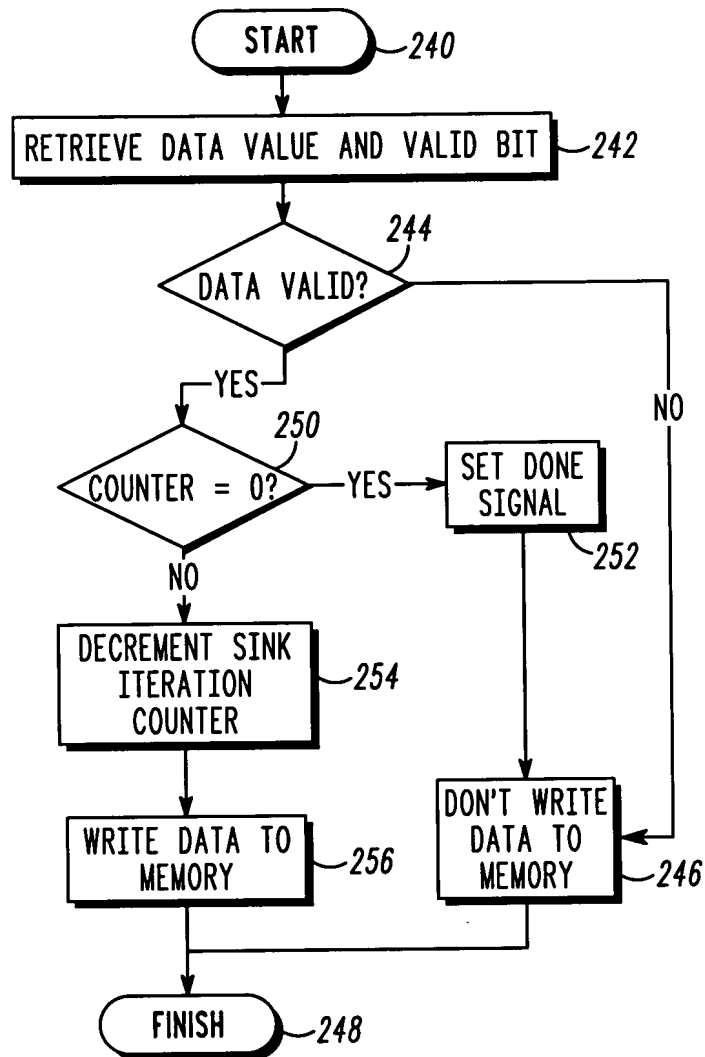 START
240
RETRIEVE DATA VALUE AND VALID BIT
242
244
DATA VALID?
YES
NO
250
COUNTER = 0?
YES
SET DONE
SIGNAL
252
NO
DECREMENT SINK
ITERATION
COUNTER
254
WRITE DATA TO
MEMORY
256
DON'T WRITE
DATA TO
MEMORY
246
FINISH
248